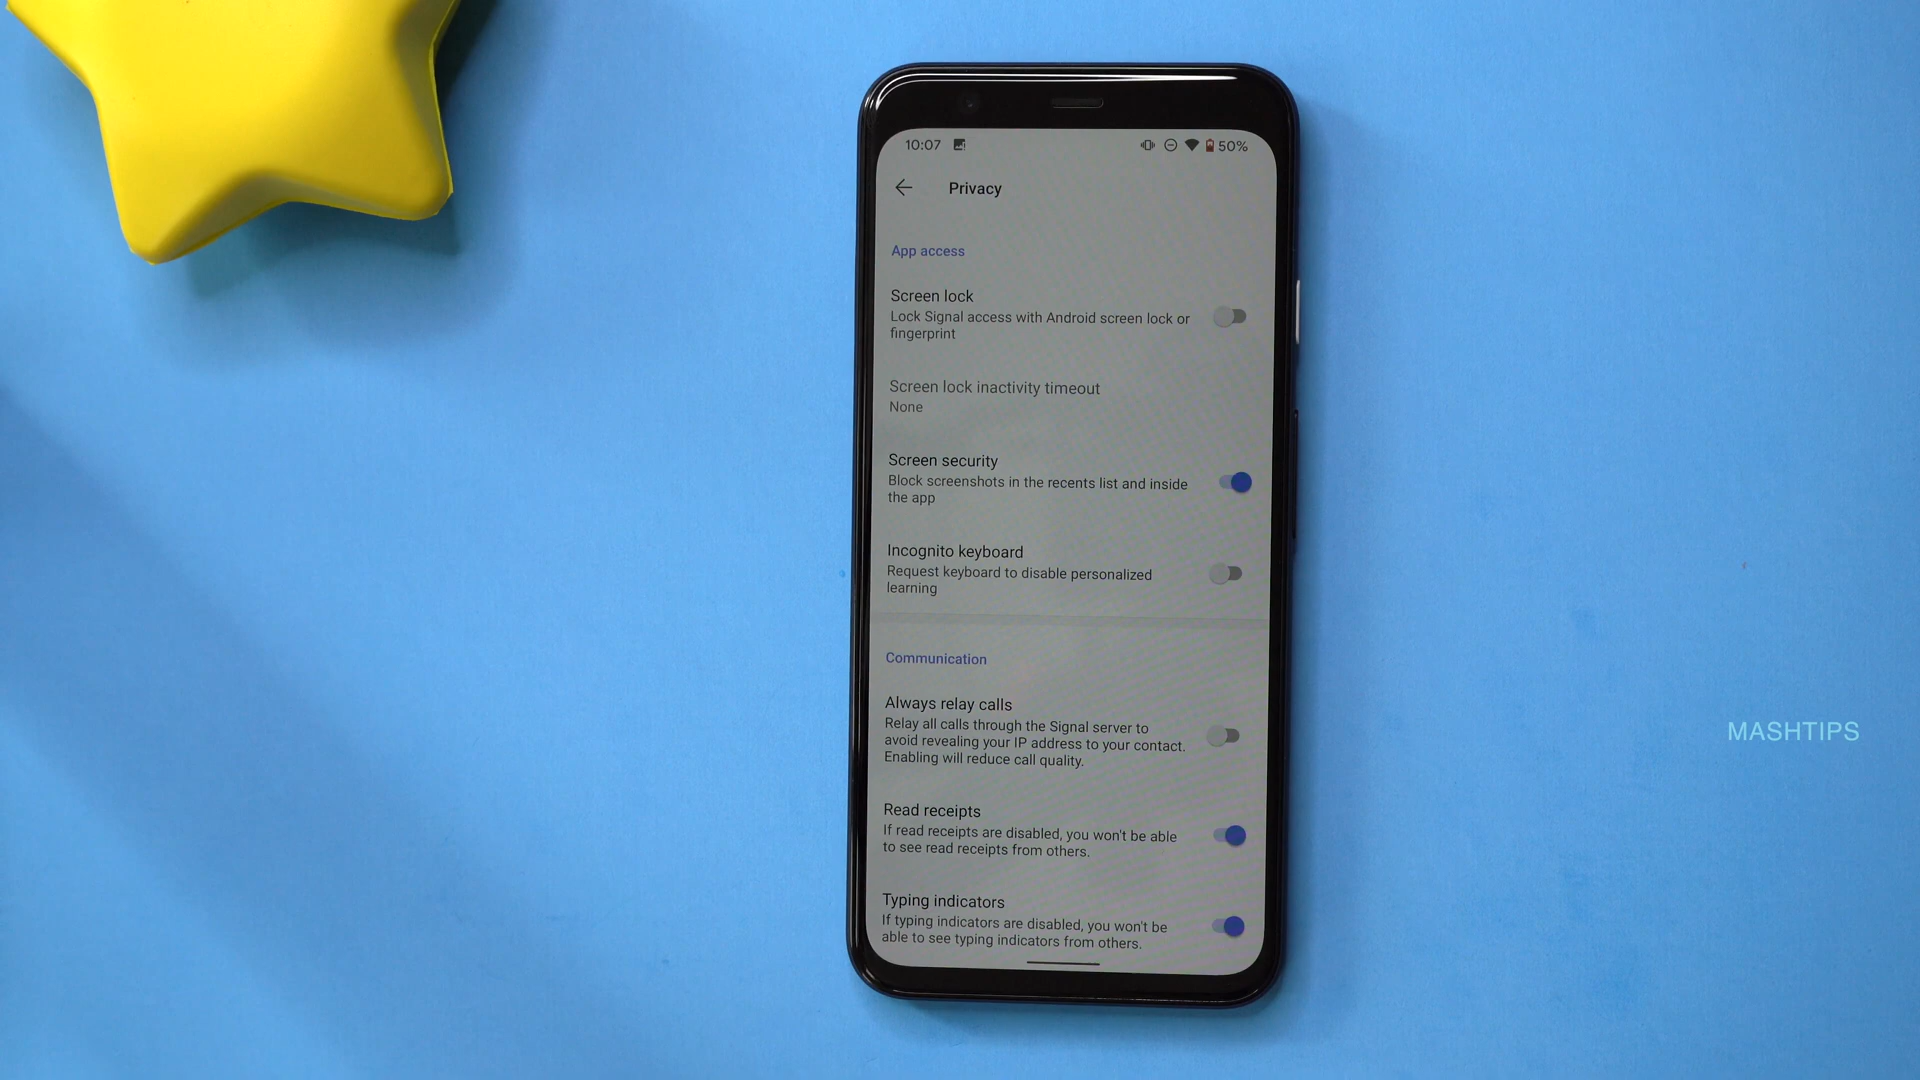 10:07 50%
Privacy
App access
Screen lock
Lock Signal access with Android screen lock or
fingerprint
Screen lock inactivity timeout
None
Screen security
Block screenshots in the recents list and inside
the app
Incognito keyboard
Request keyboard to disable personalized
learning
Communication
Always relay calls
Relay all calls through the Signal server to
avoid revealing your IP address to your contact.
Enabling will reduce call quality.
Read receipts
If read receipts are disabled, you won't be able
to see read receipts from others.
Typing indicators
If typing indicators are disabled, you won't be
able to see typing indicators from others.
MASHTIPS